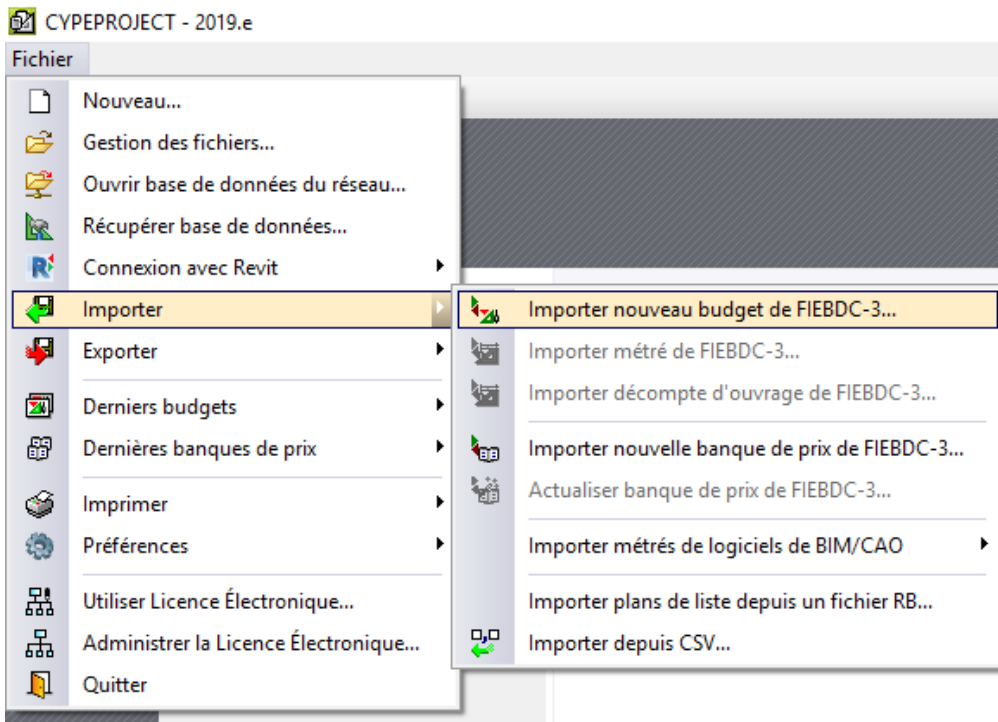 CYPEPROJECT - 2019.e
Fichier
Nouveau...
Gestion des fichiers...
Ouvrir base de données du réseau...
Récupérer base de données...
Connexion avec Revit
Importer
Exporter
Derniers budgets
Dernières banques de prix
Imprimer
Préférences
Utiliser Licence Électronique...
Administrer la Licence Électronique...
Quitter
Importer nouveau budget de FIEBDC-3...
Importer métré de FIEBDC-3...
Importer décompte d'ouvrage de FIEBDC-3...
Importer nouvelle banque de prix de FIEBDC-3...
Actualiser banque de prix de FIEBDC-3...
Importer métrés de logiciels de BIM/CAO
Importer plans de liste depuis un fichier RB...
Importer depuis CSV...